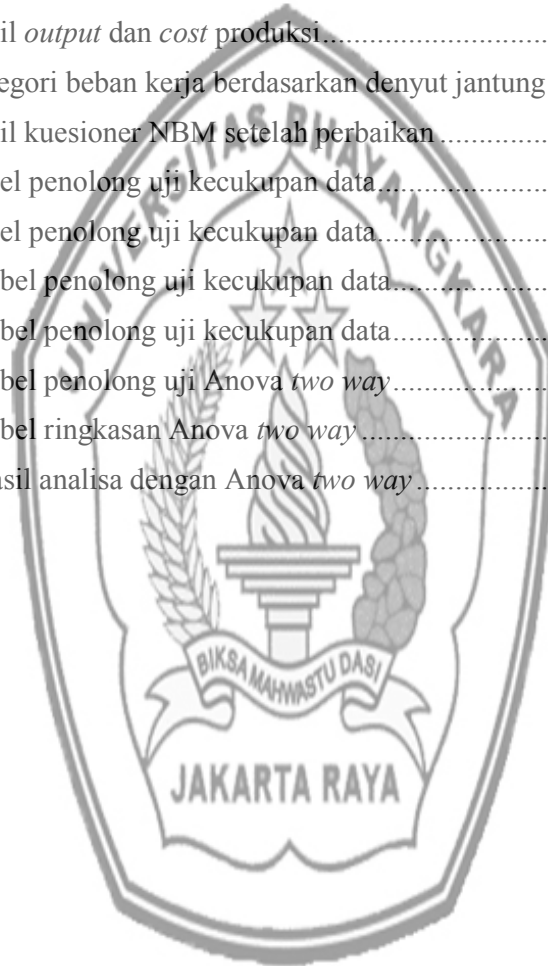 il output dan cost produksi..............................
egori beban kerja berdasarkan denyut jantung
il kuesioner NBM setelah perbaikan..................
el penolong uji kecukupan data..........................
el penolong uji kecukupan data..........................
bel penolong uji kecukupan data........................
bel penolong uji kecukupan data........................
bel penolong uji Anova two way........................
bel ringkasan Anova two way............................
asil analisa dengan Anova two way....................
UNIVERSITAS BHAYANGKARA
BIKSA MAHWASTU DASI
JAKARTA RAYA